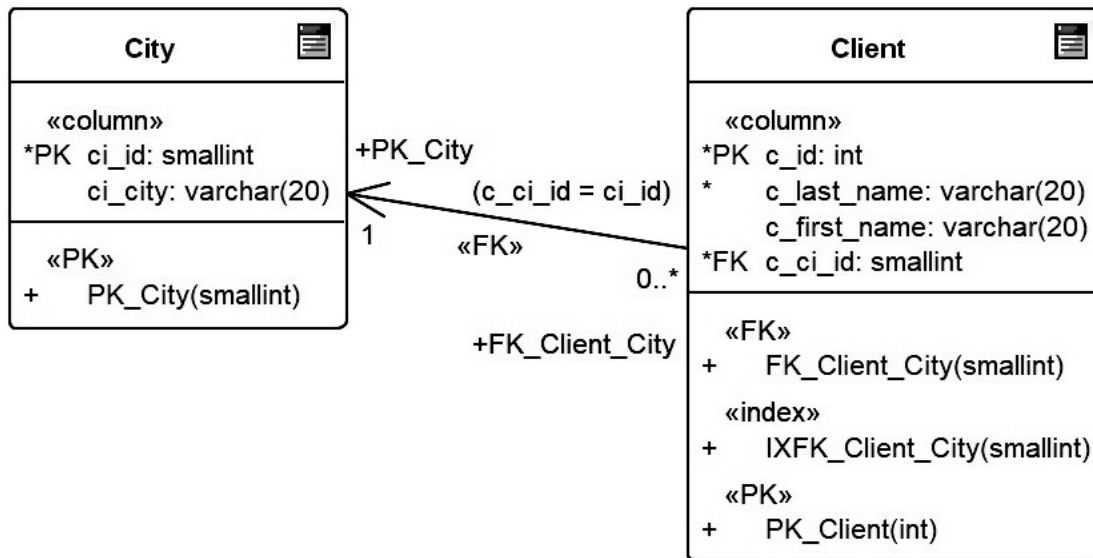 City
«column»
*PK ci_id: smallint
ci_city: varchar(20)
«PK»
+ PK_City(smallint)
+PK_City
(c_ci_id = ci_id)
1
«FK»
0..*
+FK_Client_City
Client
«column»
*PK c_id: int
* c_last_name: varchar(20)
c_first_name: varchar(20)
*FK c_ci_id: smallint
«FK»
+ FK_Client_City(smallint)
«index»
+ IXFK_Client_City(smallint)
«PK»
+ PK_Client(int)